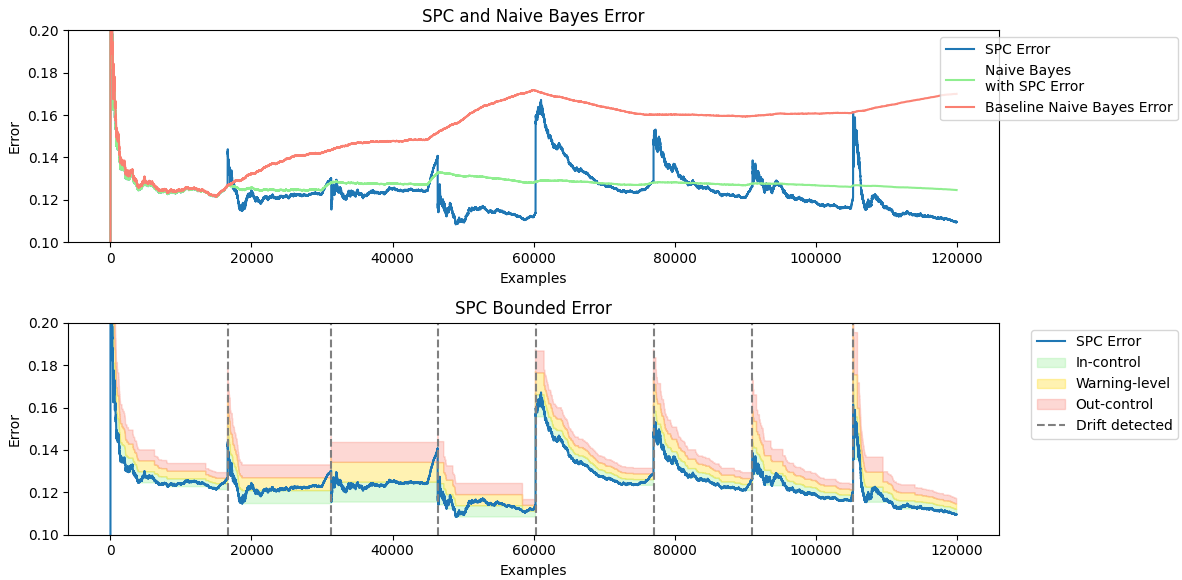 SPC and Naive Bayes Error
0.20
0.18
0.16
0.14
0.12
0.10
Error
0
20000
40000
60000
80000
100000
120000
Examples
SPC Error
Naive Bayes
with SPC Error
Baseline Naive Bayes Error
SPC Bounded Error
0.20
0.18
0.16
0.14
0.12
0.10
Error
0
20000
40000
60000
80000
100000
120000
Examples
SPC Error
In-control
Warning-level
Out-control
Drift detected